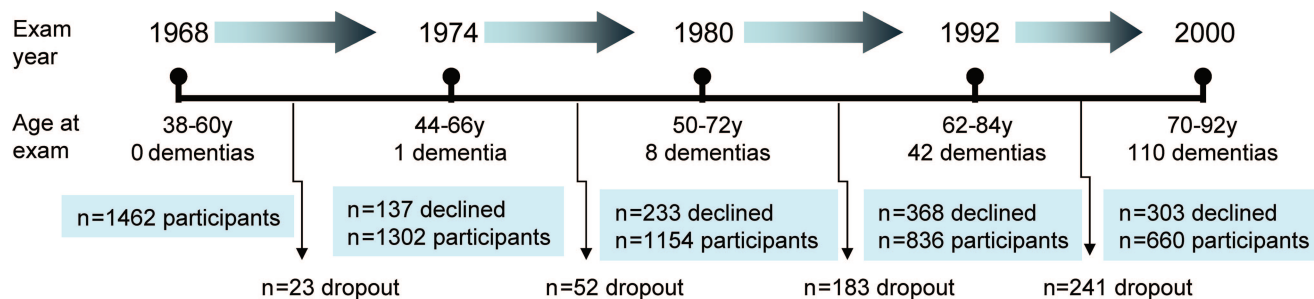 Exam year
1968 1974 1980 1992 2000
Age at exam
38-60y 44-66y 50-72y 62-84y 70-92y
0 dementias 1 dementia 8 dementias 42 dementias 110 dementias
n=1462 participants
n=137 declined
n=1302 participants
n=233 declined
n=1154 participants
n=368 declined
n=836 participants
n=303 declined
n=660 participants
n=23 dropout n=52 dropout n=183 dropout n=241 dropout